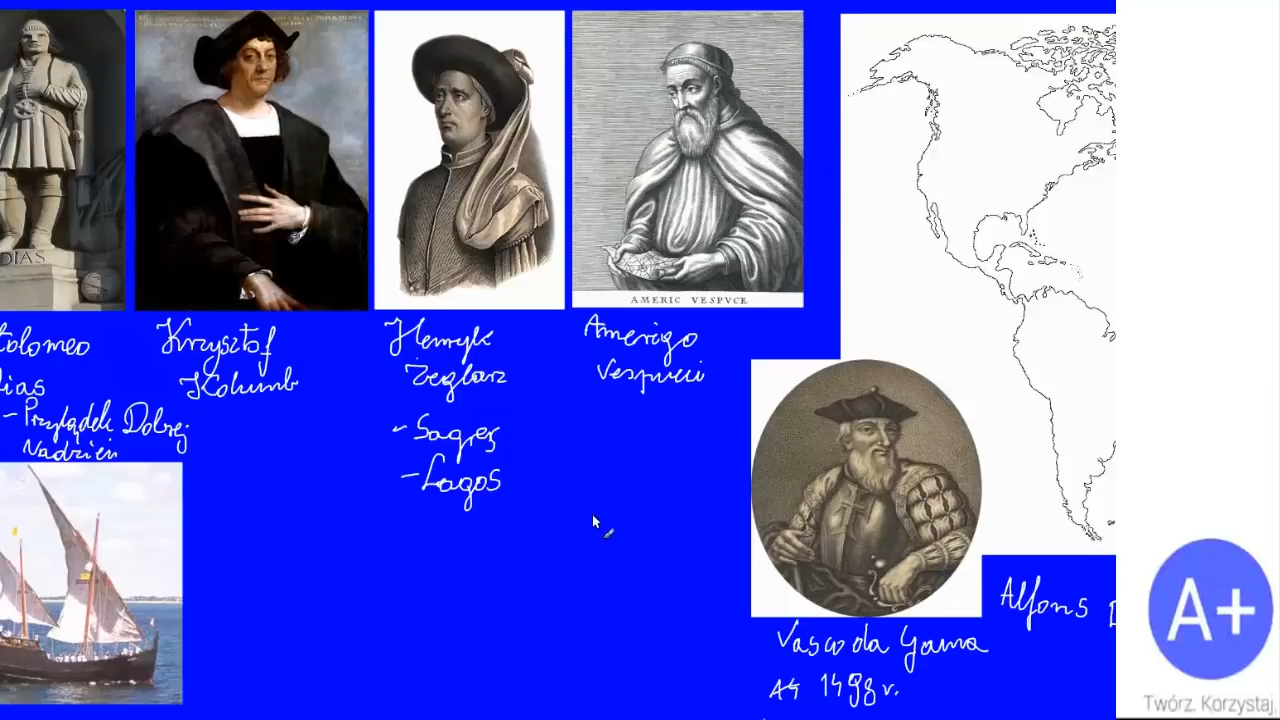 DIAS
AMERIC VESPVCE
tolomeo
ias
- Przylądek Dobrej
Nadziei
Krzysztof
Kolumb
Henryk
Żeglarz
- Sagres
- Lagos
Amerigo
Vespucci
Vasco da Gama
1498 r.
Alfons
A+
Twórz. Korzystaj